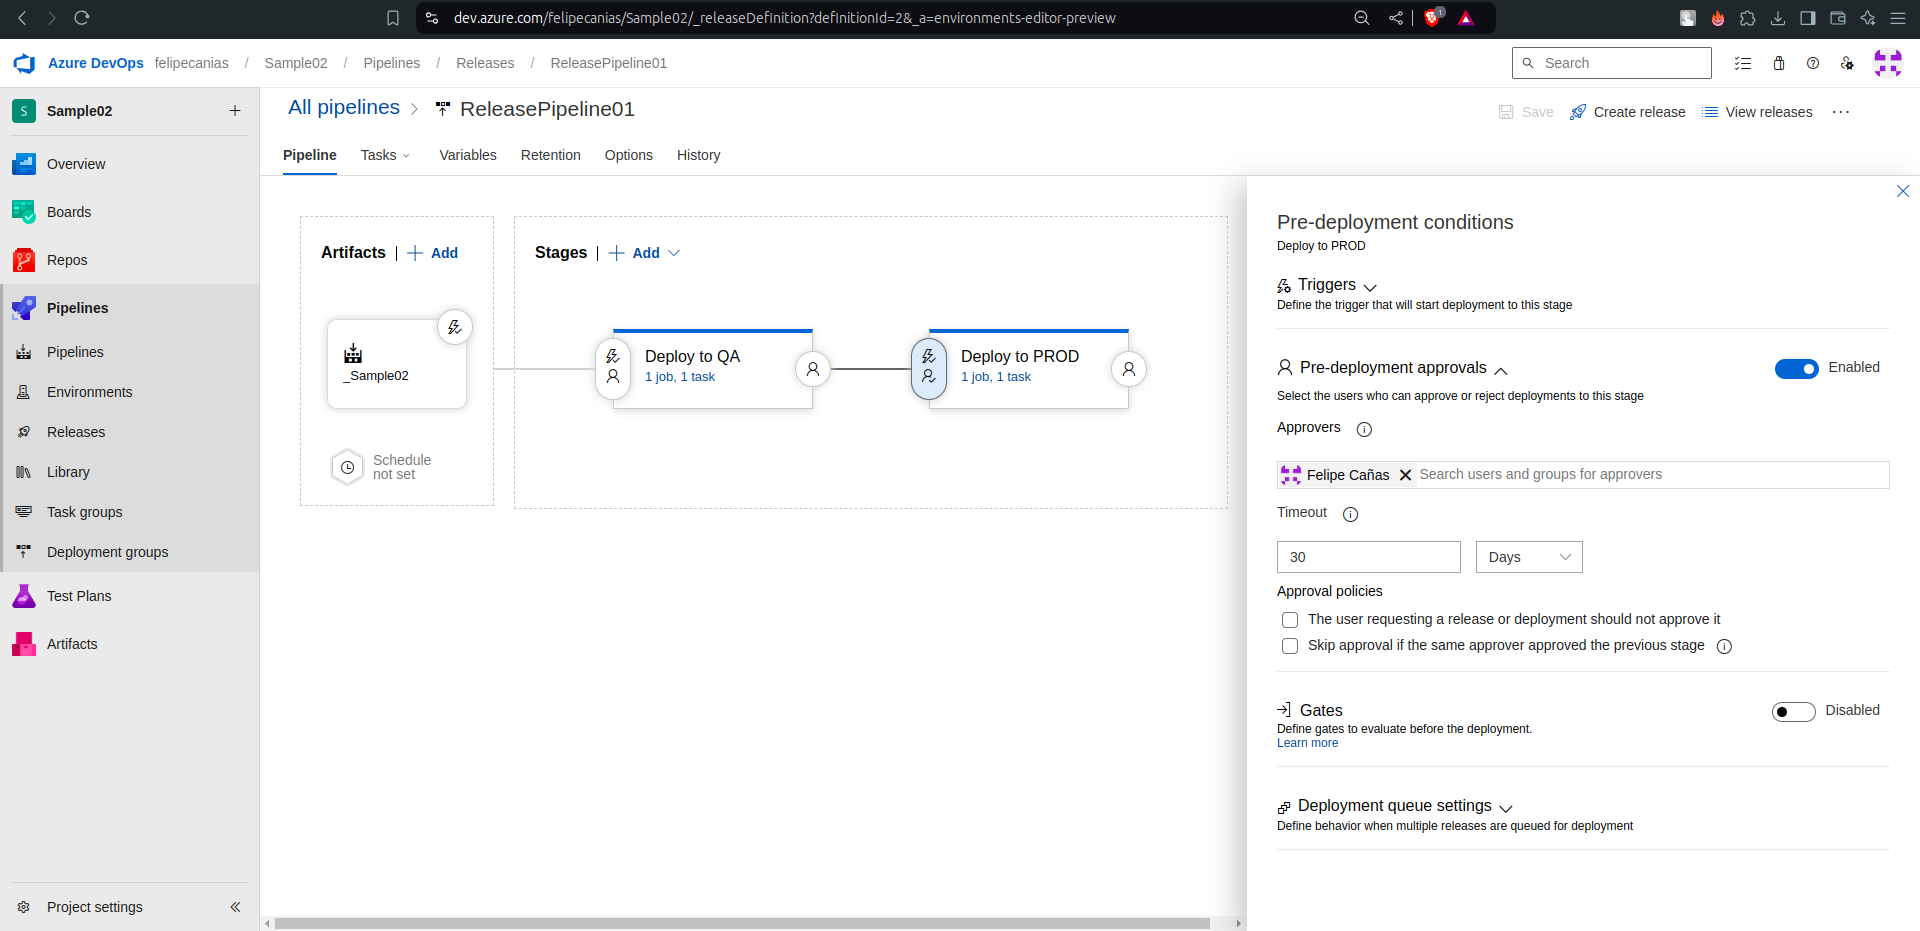 dev.azure.com/felipecanias/Sample02/_releaseDefinition?definitionId=2&_a=environments-editor-preview
1
Azure DevOps felipecanias / Sample02 / Pipelines / Releases / ReleasePipeline01
Search
S Sample02
Overview
Boards
Repos
Pipelines
Pipelines
Environments
Releases
Library
Task groups
Deployment groups
Test Plans
Artifacts
Project settings
All pipelines
ReleasePipeline01
Save
Create release
View releases
Pipeline Tasks Variables Retention Options History
Artifacts | + Add
_Sample02
Schedule
not set
Stages | + Add
Deploy to QA
1 job, 1 task
Deploy to PROD
1 job, 1 task
Pre-deployment conditions
Deploy to PROD
Triggers
Define the trigger that will start deployment to this stage
Pre-deployment approvals
Enabled
Select the users who can approve or reject deployments to this stage
Approvers
Felipe Cañas
Search users and groups for approvers
Timeout
30
Days
Approval policies
The user requesting a release or deployment should not approve it
Skip approval if the same approver approved the previous stage
Gates
Disabled
Define gates to evaluate before the deployment.
Learn more
Deployment queue settings
Define behavior when multiple releases are queued for deployment